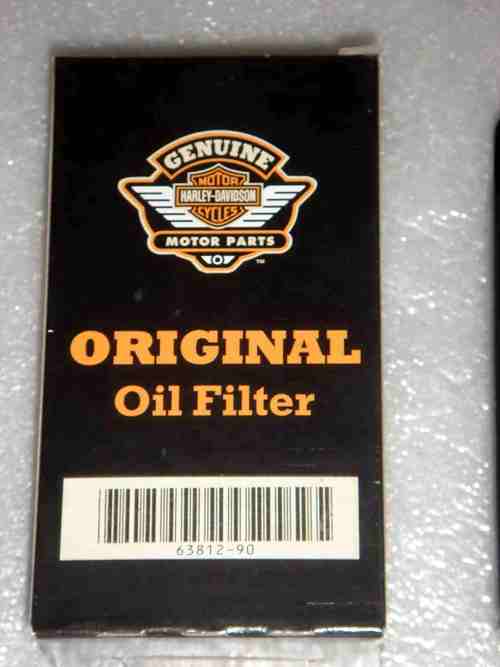 GENUINE
MOTOR
HARLEY-DAVIDSON
CYCLES
MOTOR PARTS
TM
ORIGINAL
Oil Filter
63812-90